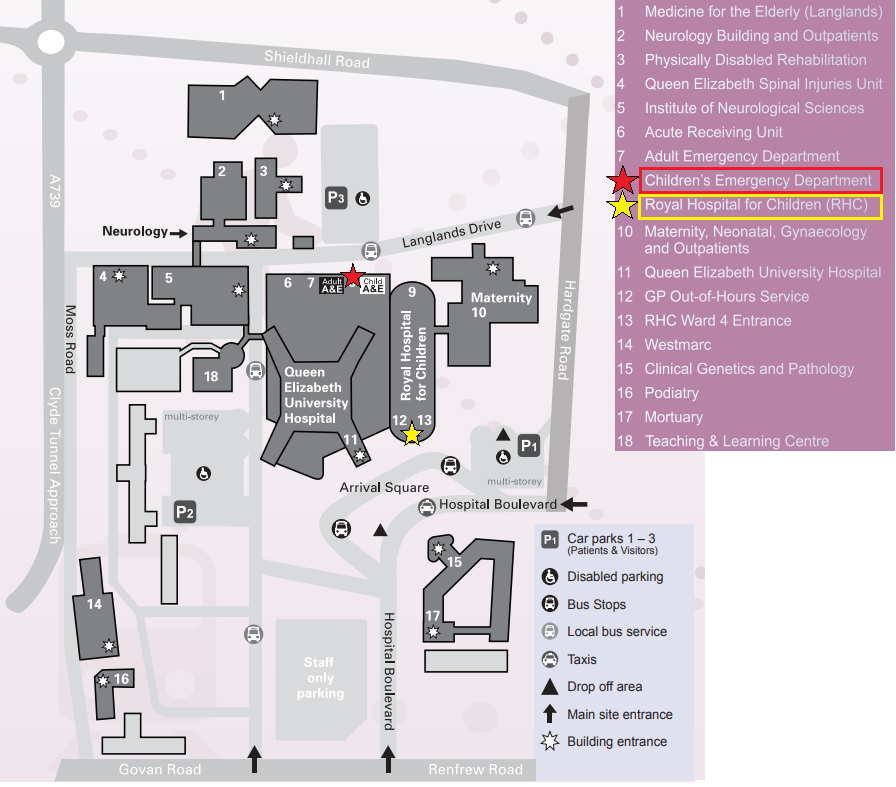 Shieldhall Road
1
2
3
P3
A739
Neurology
Langlands Drive
4
5
6
7
Adult
A&E
Child
A&E
9
Maternity
10
Moss Road
Hardgate Road
Royal Hospital
for Children
18
Queen
Elizabeth
University
Hospital
12
13
11
multi-storey
P1
multi-storey
Clyde Tunnel Approach
Arrival Square
Hospital Boulevard
P2
15
14
17
16
Staff
only
parking
Hospital Boulevard
Govan Road
Renfrew Road
1 Medicine for the Elderly (Langlands)
2 Neurology Building and Outpatients
3 Physically Disabled Rehabilitation
4 Queen Elizabeth Spinal Injuries Unit
5 Institute of Neurological Sciences
6 Acute Receiving Unit
7 Adult Emergency Department
Children's Emergency Department
Royal Hospital for Children (RHC)
10 Maternity, Neonatal, Gynaecology
and Outpatients
11 Queen Elizabeth University Hospital
12 GP Out-of-Hours Service
13 RHC Ward 4 Entrance
14 Westmarc
15 Clinical Genetics and Pathology
16 Podiatry
17 Mortuary
18 Teaching & Learning Centre
P1 Car parks 1 – 3
(Patients & Visitors)
Disabled parking
Bus Stops
Local bus service
Taxis
Drop off area
Main site entrance
Building entrance